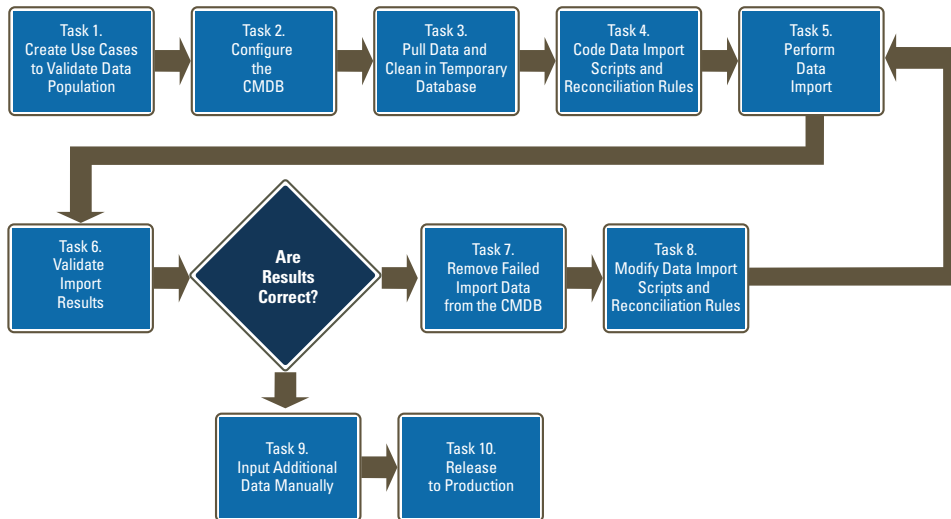 Task 1.
Create Use Cases
to Validate Data
Population
Task 2.
Configure
the
CMDB
Task 3.
Pull Data and
Clean in Temporary
Database
Task 4.
Code Data Import
Scripts and
Reconciliation Rules
Task 5.
Perform
Data
Import
Task 6.
Validate
Import
Results
Are
Results
Correct?
Task 7.
Remove Failed
Import Data
from the CMDB
Task 8.
Modify Data Import
Scripts and
Reconciliation Rules
Task 9.
Input Additional
Data Manually
Task 10.
Release
to Production